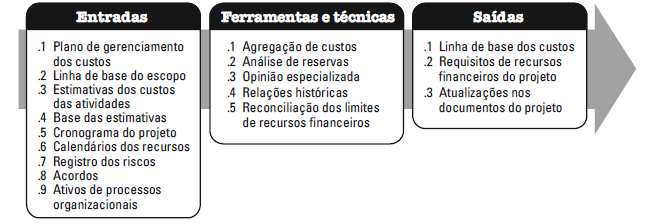 Entradas
.1 Plano de gerenciamento
dos custos
.2 Linha de base do escopo
.3 Estimativas dos custos
das atividades
.4 Base das estimativas
.5 Cronograma do projeto
.6 Calendários dos recursos
.7 Registro dos riscos
.8 Acordos
.9 Ativos de processos
organizacionais
Ferramentas e técnicas
.1 Agregação de custos
.2 Análise de reservas
.3 Opinião especializada
.4 Relações históricas
.5 Reconciliação dos limites
de recursos financeiros
Saídas
.1 Linha de base dos custos
.2 Requisitos de recursos
financeiros do projeto
.3 Atualizações nos
documentos do projeto